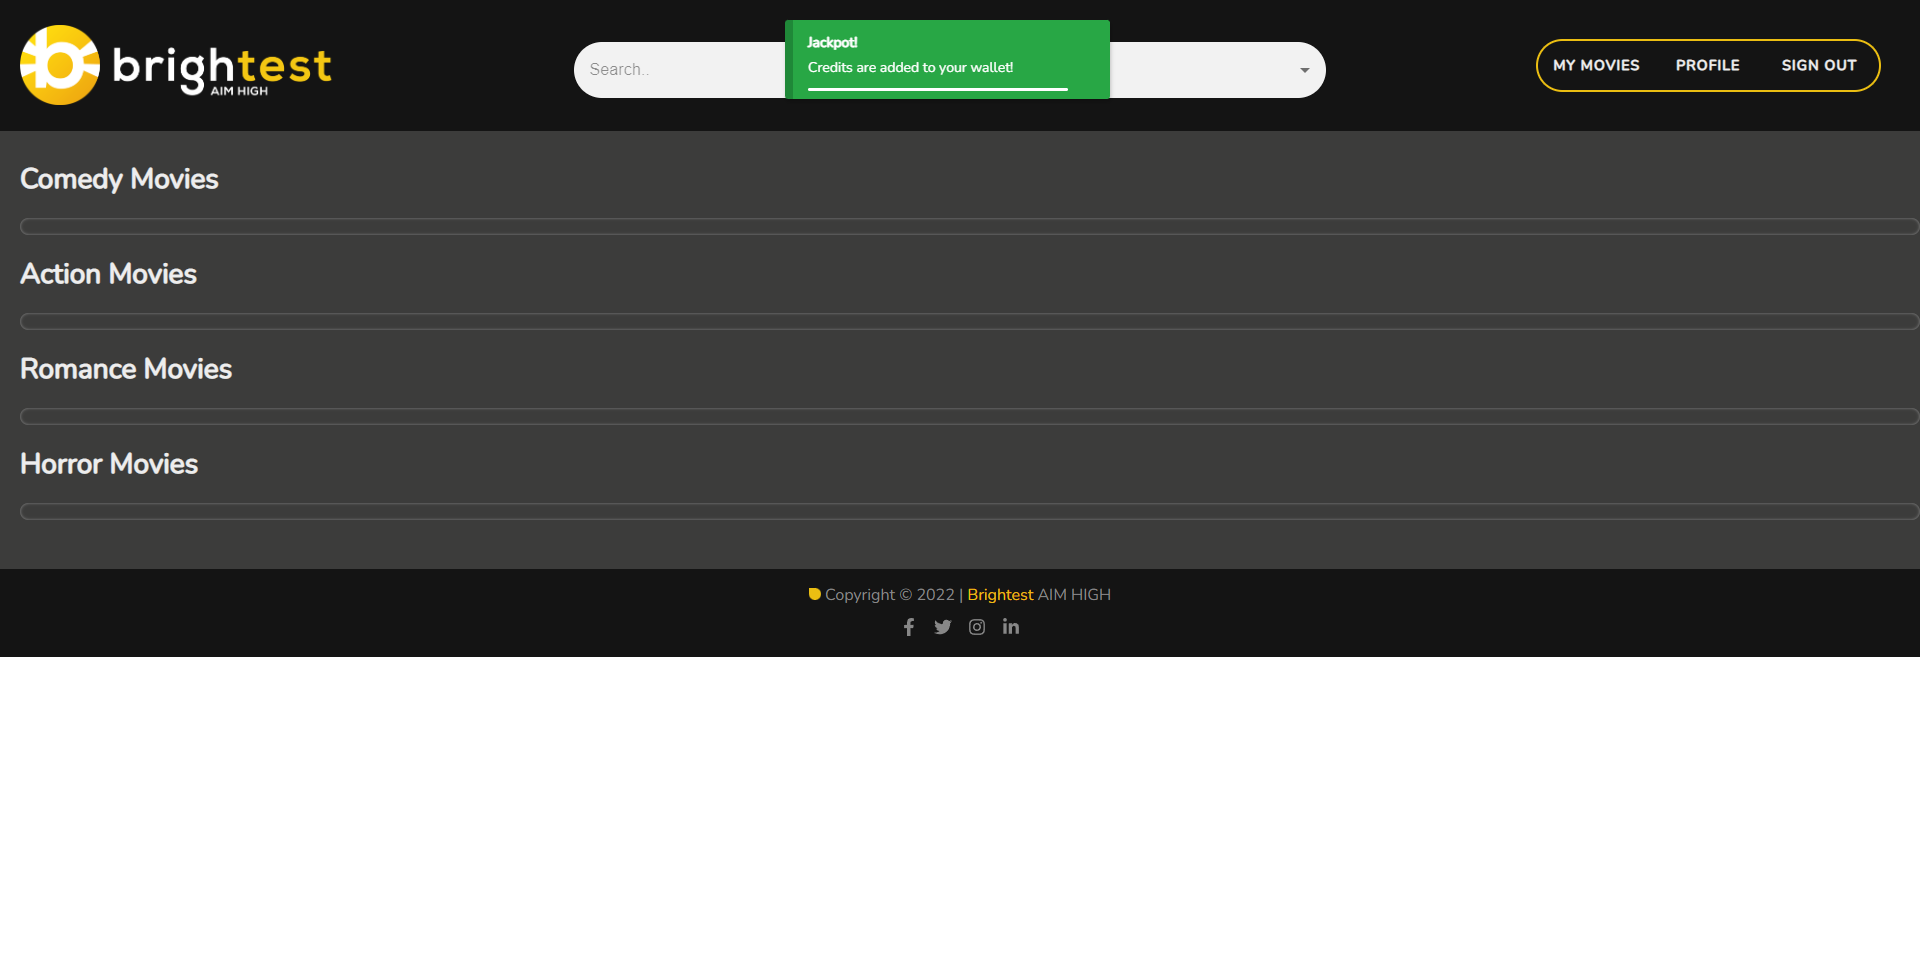 brightest
AIM HIGH
Search..
Jackpot!
Credits are added to your wallet!
MY MOVIES
PROFILE
SIGN OUT
Comedy Movies
Action Movies
Romance Movies
Horror Movies
Copyright © 2022 | Brightest AIM HIGH